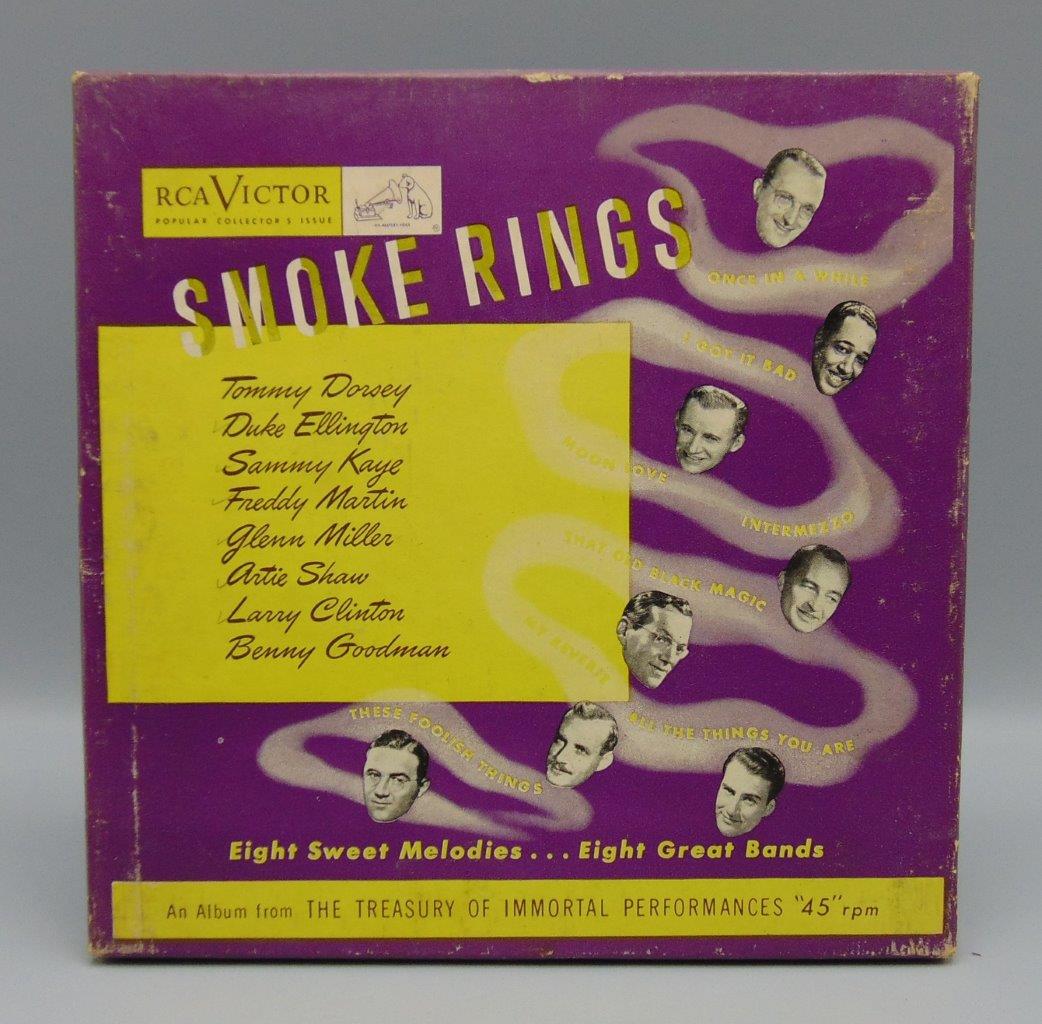 RCA VICTOR
POPULAR COLLECTOR'S ISSUE
"HIS MASTER'S VOICE"
®
SMOKE RINGS
Tommy Dorsey
Duke Ellington
Sammy Kaye
Freddy Martin
Glenn Miller
Artie Shaw
Larry Clinton
Benny Goodman
ONCE IN A WHILE
I GOT IT BAD
MOON LOVE
INTERMEZZO
THAT OLD BLACK MAGIC
MY REVERIE
ALL THE THINGS YOU ARE
THESE FOOLISH THINGS
Eight Sweet Melodies . . . Eight Great Bands
An Album from THE TREASURY OF IMMORTAL PERFORMANCES "45" rpm